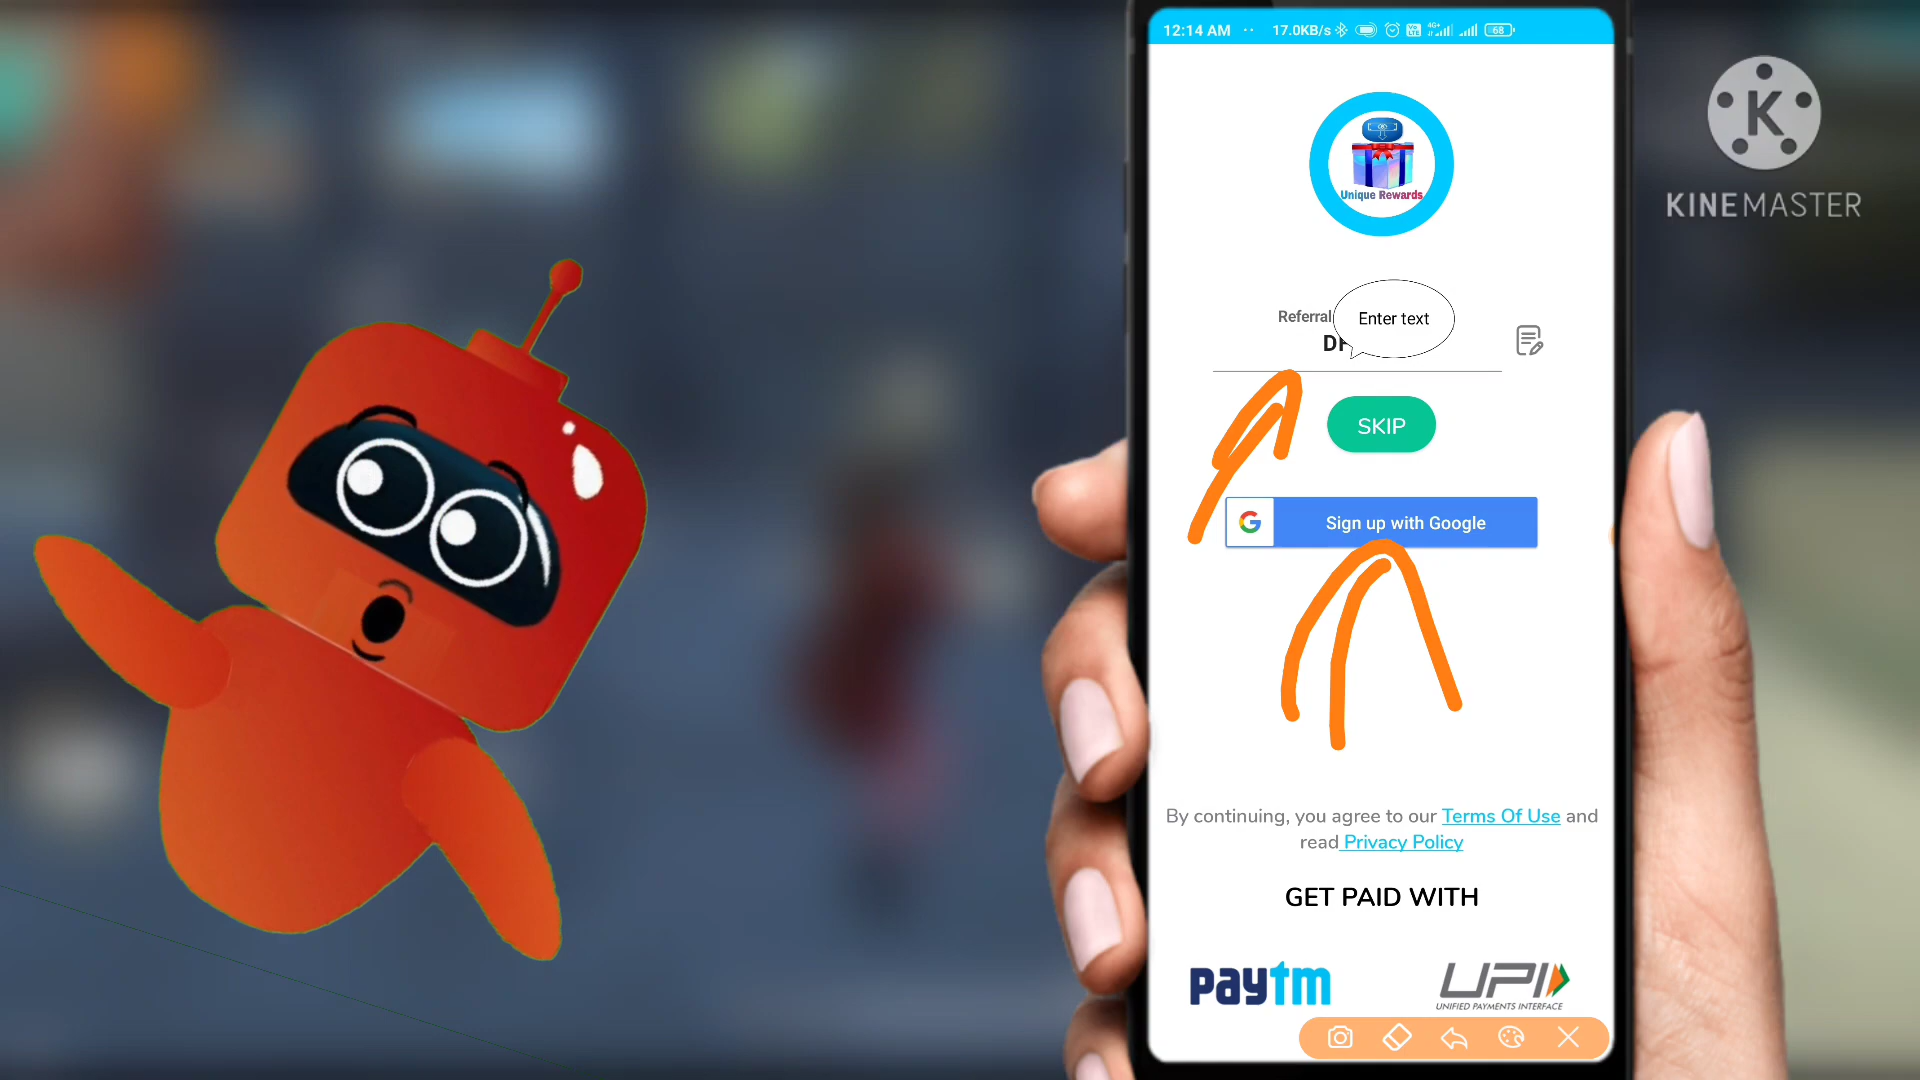 12:14 AM
17.0KB/s
68
KINEMASTER
Unique Rewards
Referral
Enter text
SKIP
G
Sign up with Google
By continuing, you agree to our Terms Of Use and
read Privacy Policy
GET PAID WITH
paytm
UPI
UNIFIED PAYMENTS INTERFACE